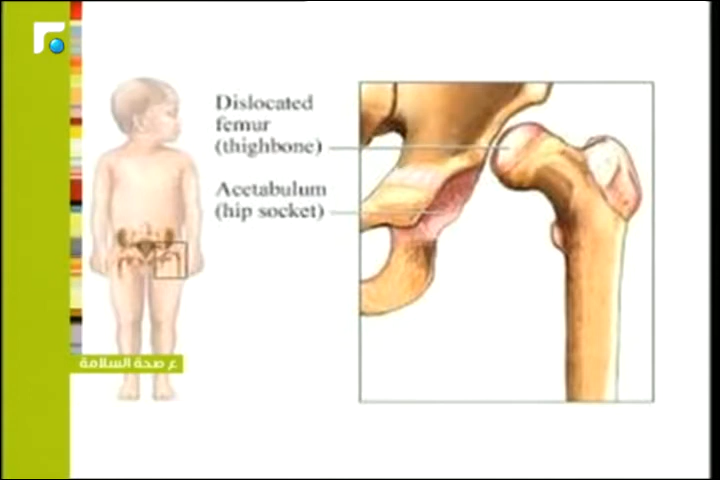 Dislocated
femur
(thighbone)
Acetabulum
(hip socket)
ع صحة السلامة